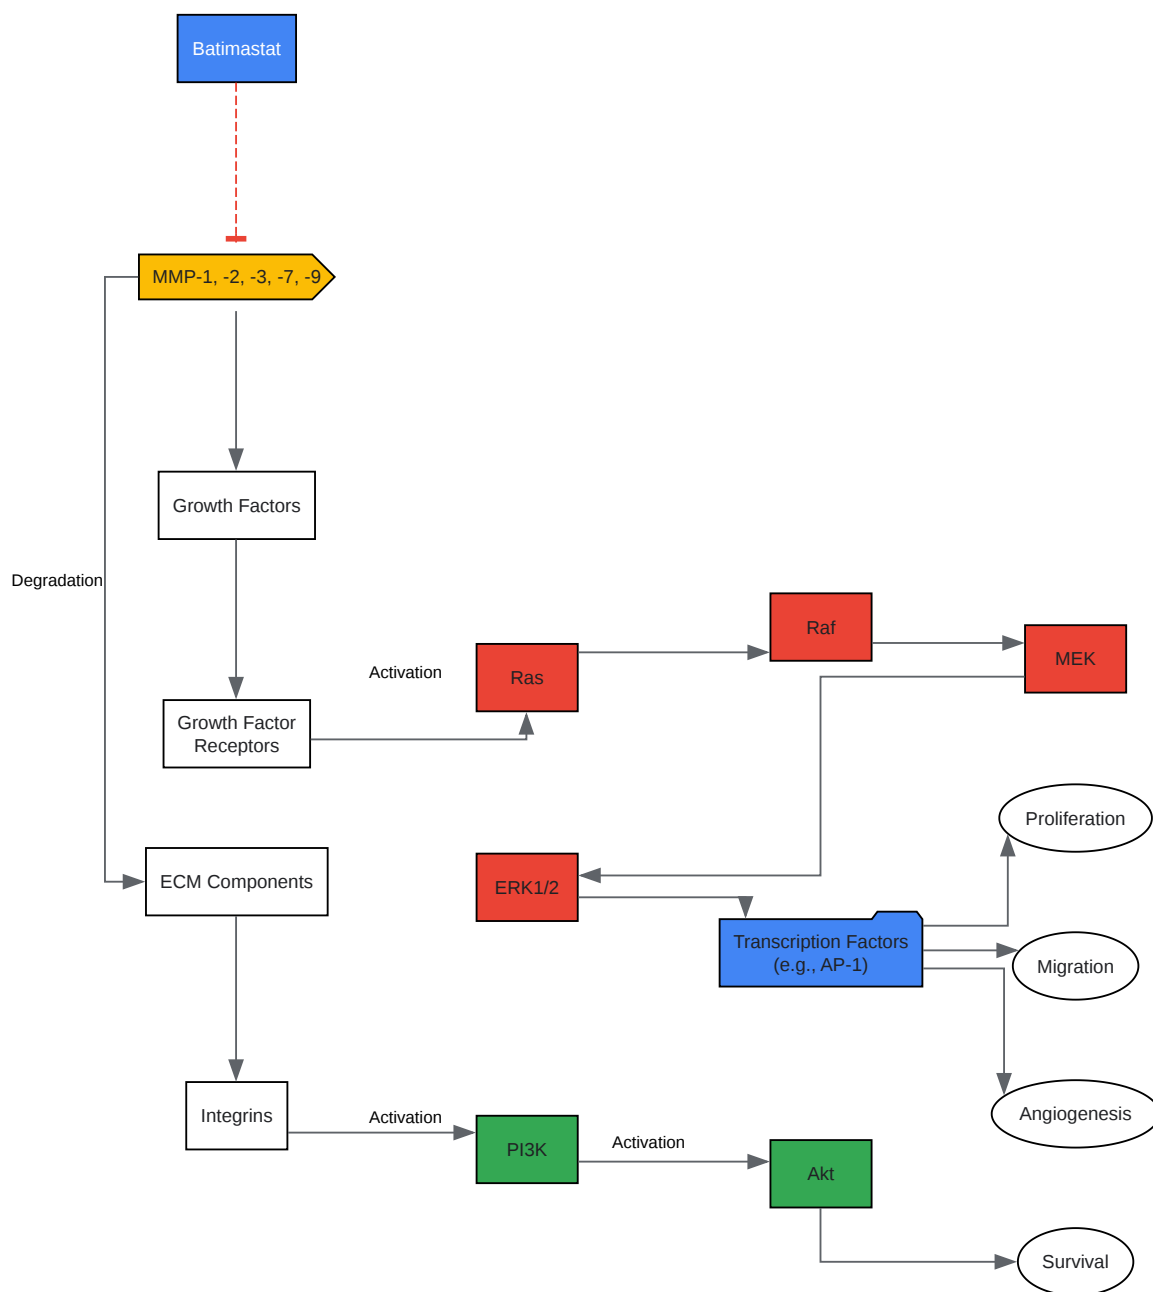 Batimastat
MMP-1, -2, -3, -7, -9
Growth Factors
Degradation
Raf
MEK
Activation
Ras
Growth Factor
Receptors
Proliferation
ECM Components
ERK1/2
Transcription Factors
(e.g., AP-1)
Migration
Integrins
Activation
PI3K
Activation
Angiogenesis
Akt
Survival